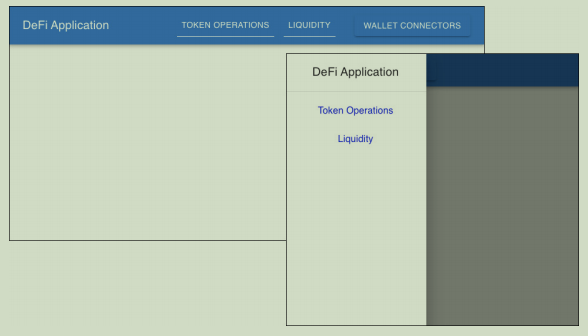 DeFi Application
TOKEN OPERATIONS
LIQUIDITY
WALLET CONNECTORS
DeFi Application
Token Operations
Liquidity